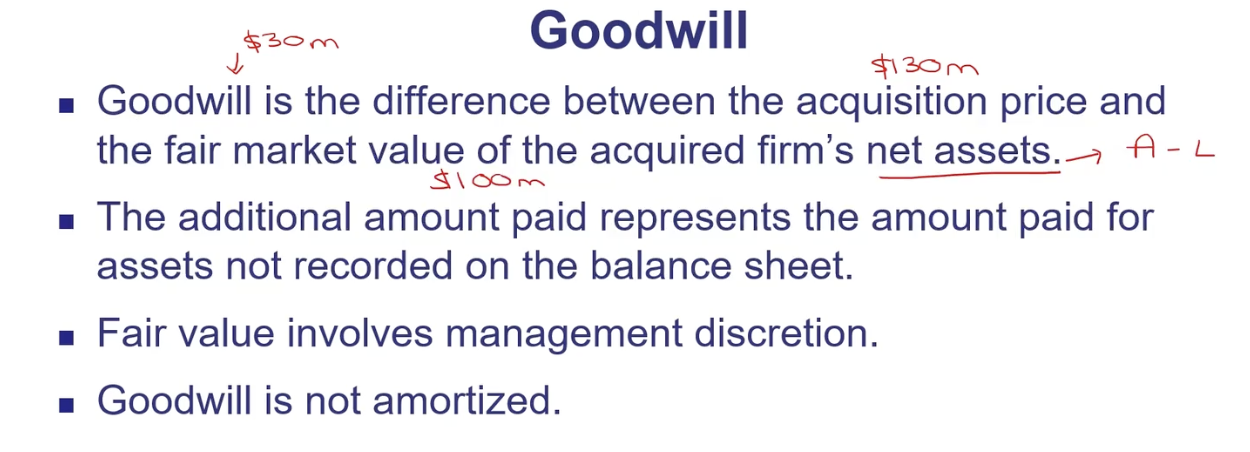 Goodwill
$30m
$130m
■ Goodwill is the difference between the acquisition price and
the fair market value of the acquired firm's net assets. → A - L
$100m
■ The additional amount paid represents the amount paid for
assets not recorded on the balance sheet.
■ Fair value involves management discretion.
■ Goodwill is not amortized.